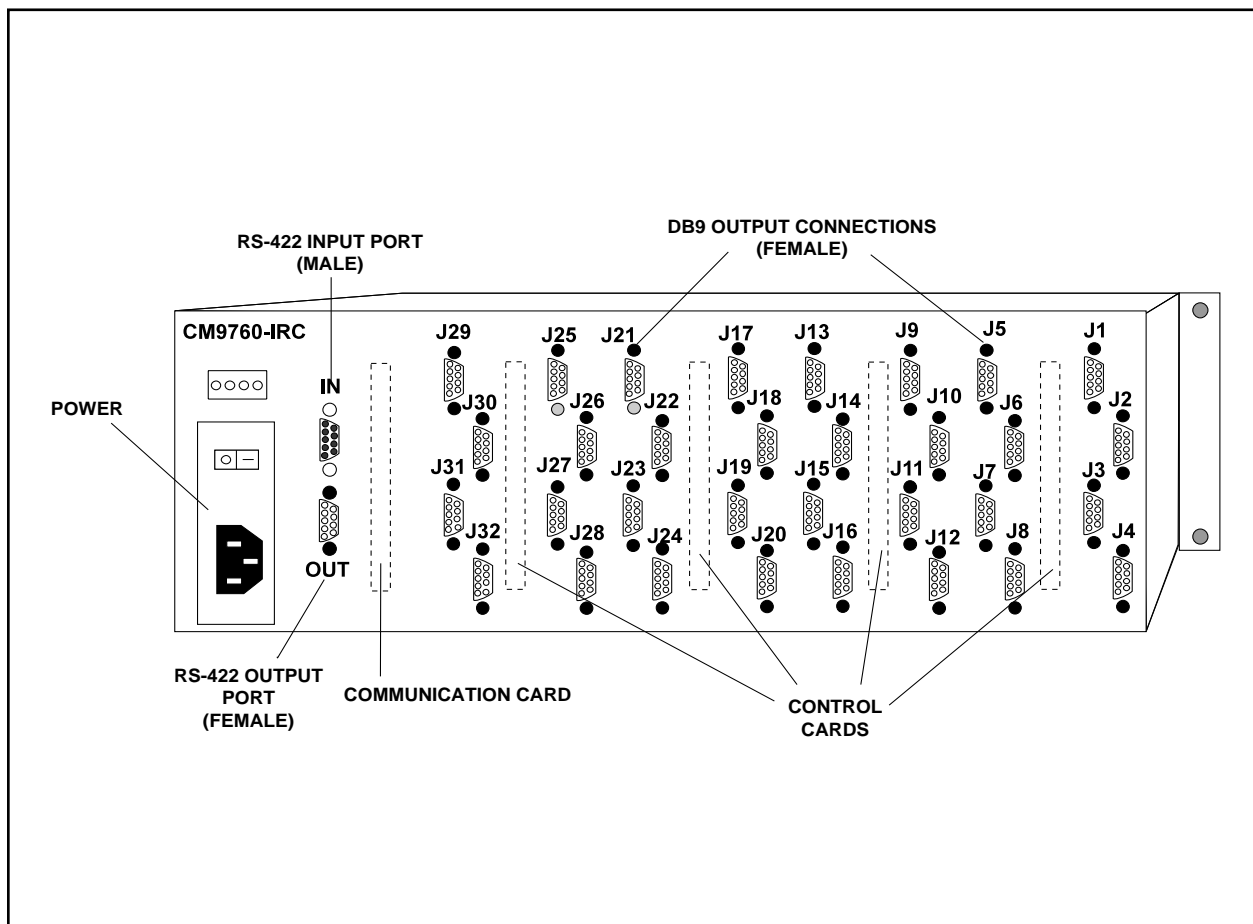 RS-422 INPUT PORT
(MALE)
DB9 OUTPUT CONNECTIONS
(FEMALE)
CM9760-IRC
POWER
IN
OUT
J29
J25
J21
J17
J13
J9
J5
J1
J30
J26
J22
J18
J14
J10
J6
J2
J31
J27
J23
J19
J15
J11
J7
J3
J32
J28
J24
J20
J16
J12
J8
J4
RS-422 OUTPUT
PORT
(FEMALE)
COMMUNICATION CARD
CONTROL
CARDS